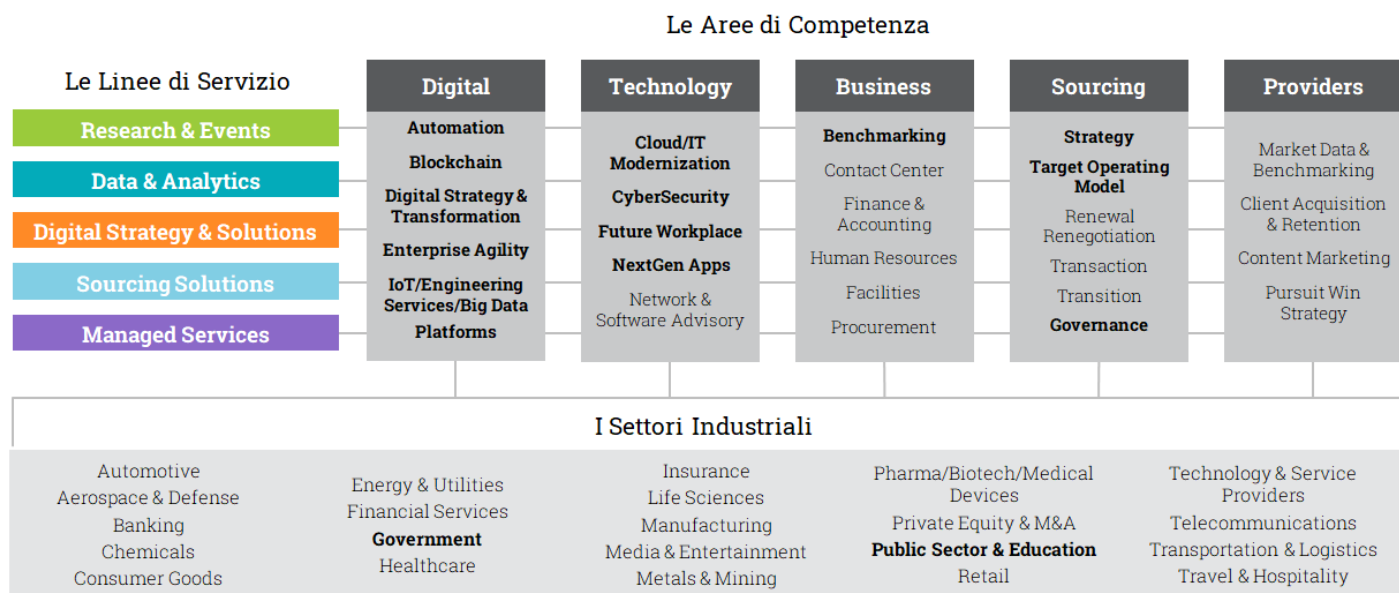 Le Aree di Competenza
Le Linee di Servizio
Research & Events
Data & Analytics
Digital Strategy & Solutions
Sourcing Solutions
Managed Services
Digital
Automation
Blockchain
Digital Strategy &
Transformation
Enterprise Agility
IoT/Engineering
Services/Big Data
Platforms
Technology
Cloud/IT
Modernization
CyberSecurity
Future Workplace
NextGen Apps
Network &
Software Advisory
Business
Benchmarking
Contact Center
Finance &
Accounting
Human Resources
Facilities
Procurement
Sourcing
Strategy
Target Operating
Model
Renewal
Renegotiation
Transaction
Transition
Governance
Providers
Market Data &
Benchmarking
Client Acquisition
& Retention
Content Marketing
Pursuit Win
Strategy
I Settori Industriali
Automotive
Aerospace & Defense
Banking
Chemicals
Consumer Goods
Energy & Utilities
Financial Services
Government
Healthcare
Insurance
Life Sciences
Manufacturing
Media & Entertainment
Metals & Mining
Pharma/Biotech/Medical
Devices
Private Equity & M&A
Public Sector & Education
Retail
Technology & Service
Providers
Telecommunications
Transportation & Logistics
Travel & Hospitality